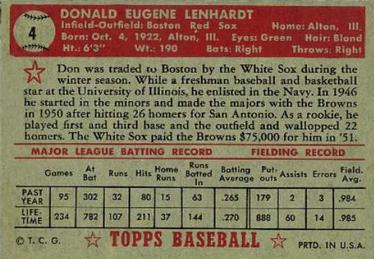 4
DONALD EUGENE LENHARDT
Infield-Outfield: Boston Red Sox Home: Alton, Ill.
Born: Oct. 4, 1922, Alton, Ill. Eyes: Green Hair: Blond
Ht.: 6'3" Wt.: 190 Bats: Right Throws: Right
Don was traded to Boston by the White Sox during the
winter season. While a freshman baseball and basketball
star at the University of Illinois, he enlisted in the Navy. In 1946
he started in the minors and made the majors with the Browns
in 1950 after hitting 26 homers for San Antonio. As a rookie, he
played first and third base and the outfield and walloped 22
homers. The White Sox paid the Browns $75,000 for him in '51.
MAJOR LEAGUE BATTING RECORD FIELDING RECORD
Games At Bat Runs Hits Home Runs Runs Batted In Batting Average Put-outs Assists Errors Field. Avg.
PAST YEAR 95 302 32 80 15 63 .265 179 2 3 .984
LIFE-TIME 234 782 107 211 37 144 .270 888 60 14 .985
© T. C. G. TOPPS BASEBALL PRTD. IN U.S.A.